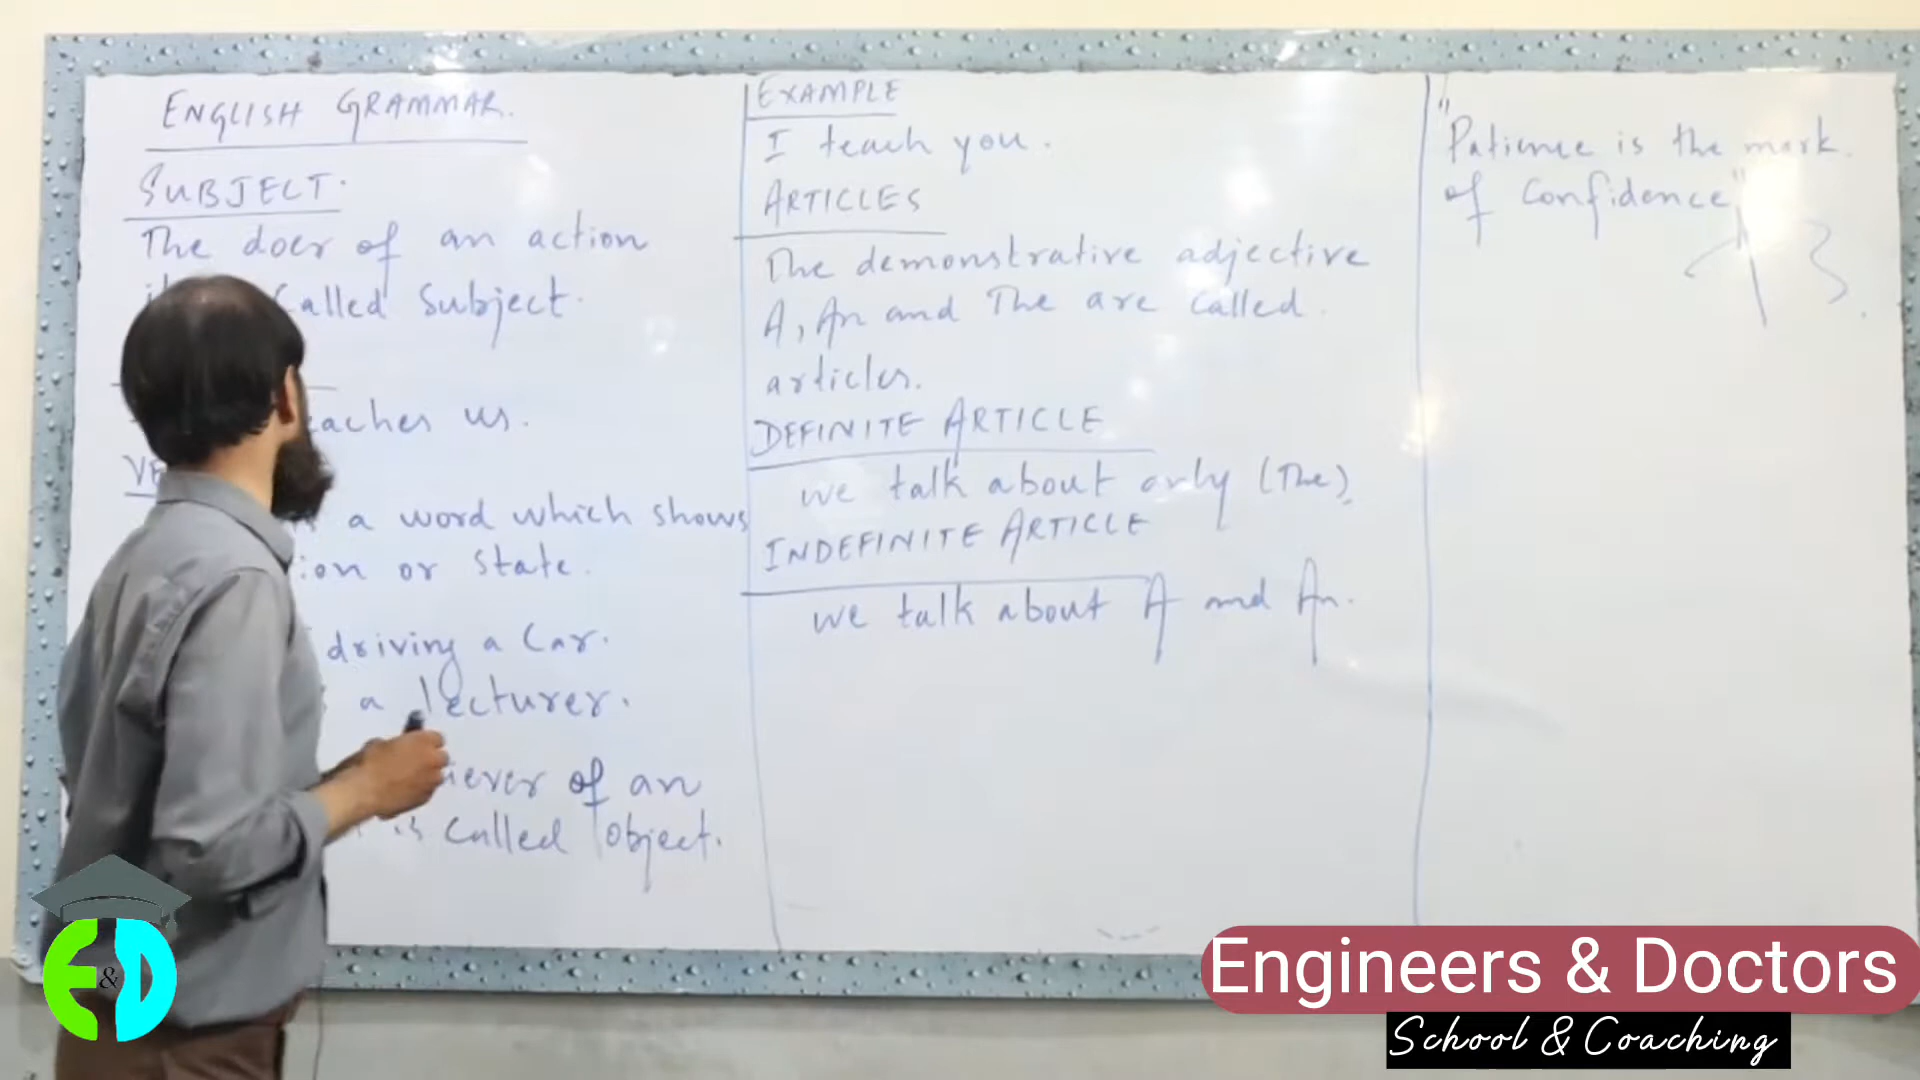 ENGLISH GRAMMAR.
SUBJECT.
The doer of an action
Called Subject.
us.
a word which shows
or state.
driving a Car.
a lecturer.
of an
is called object.
EXAMPLE
I teach you.
ARTICLES
The demonstrative adjective
A, An and The are called.
articles.
DEFINITE ARTICLE
we talk about only (The).
INDEFINITE ARTICLE
we talk about A and An.
"Patience is the mark.
of Confidence"
E&D
Engineers & Doctors
School & Coaching